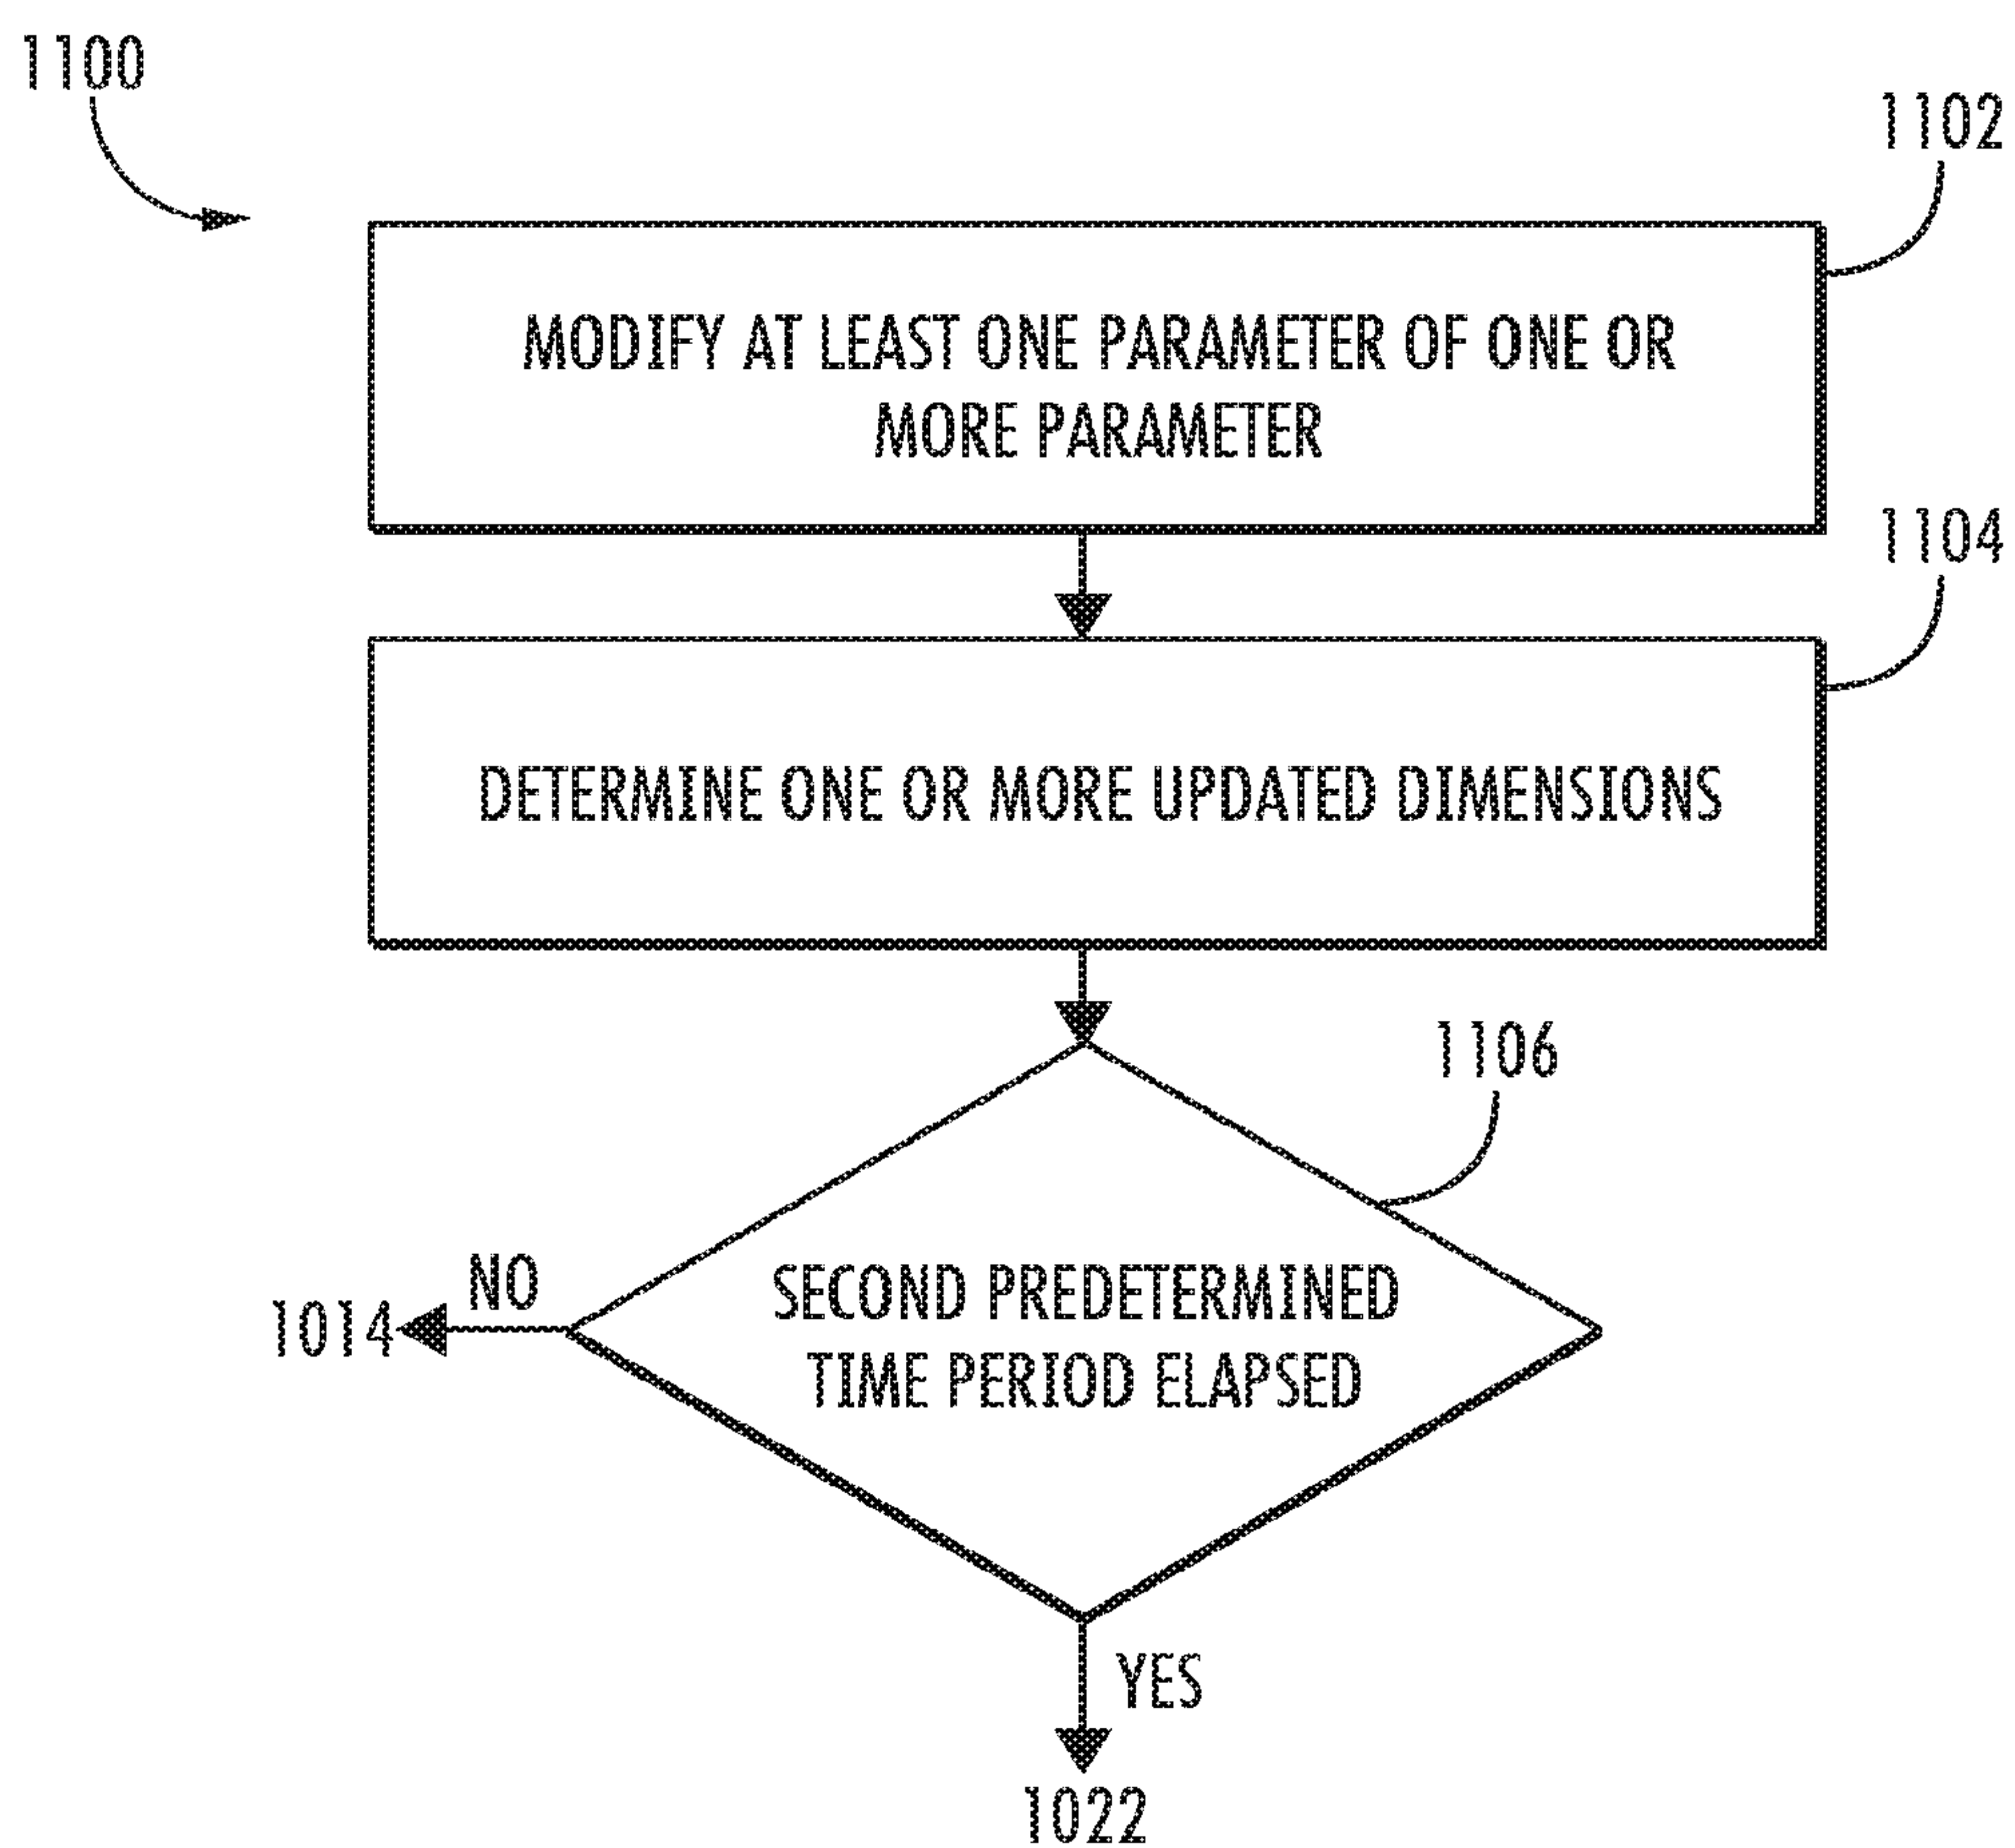 1100
1102
MODIFY AT LEAST ONE PARAMETER OF ONE OR
MORE PARAMETER
1104
DETERMINE ONE OR MORE UPDATED DIMENSIONS
1106
SECOND PREDETERMINED
TIME PERIOD ELAPSED
NO
1014
YES
1022